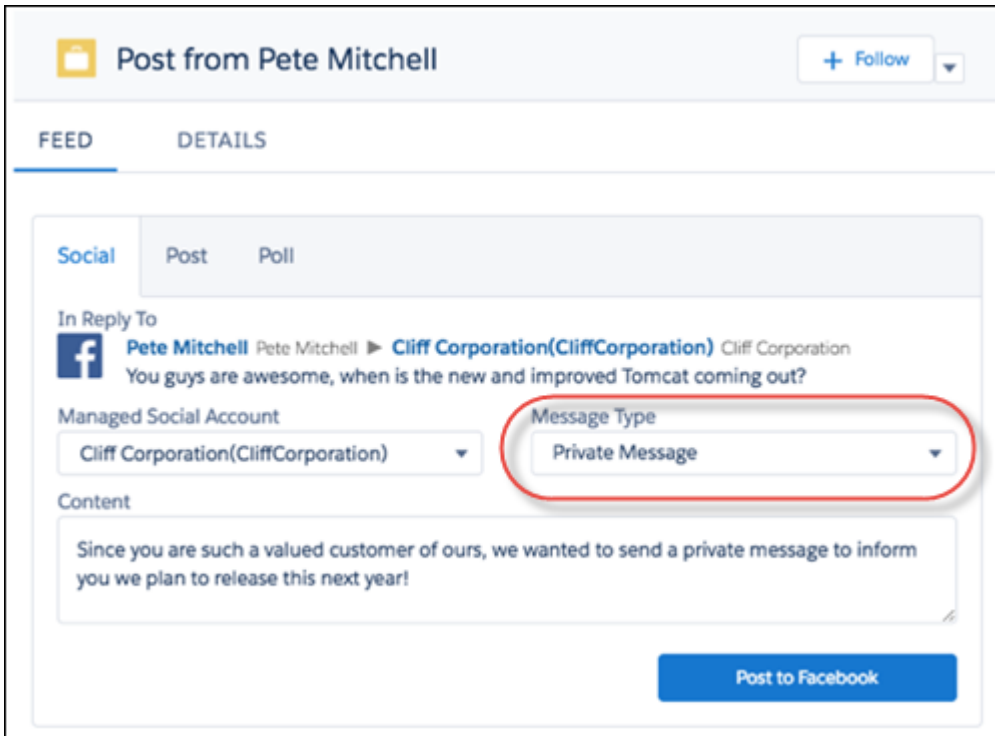 Post from Pete Mitchell
+ Follow
FEED DETAILS
Social Post Poll
In Reply To
Pete Mitchell Pete Mitchell ▶ Cliff Corporation(CliffCorporation) Cliff Corporation
You guys are awesome, when is the new and improved Tomcat coming out?
Managed Social Account Message Type
Cliff Corporation(CliffCorporation) Private Message
Content
Since you are such a valued customer of ours, we wanted to send a private message to inform
you we plan to release this next year!
Post to Facebook